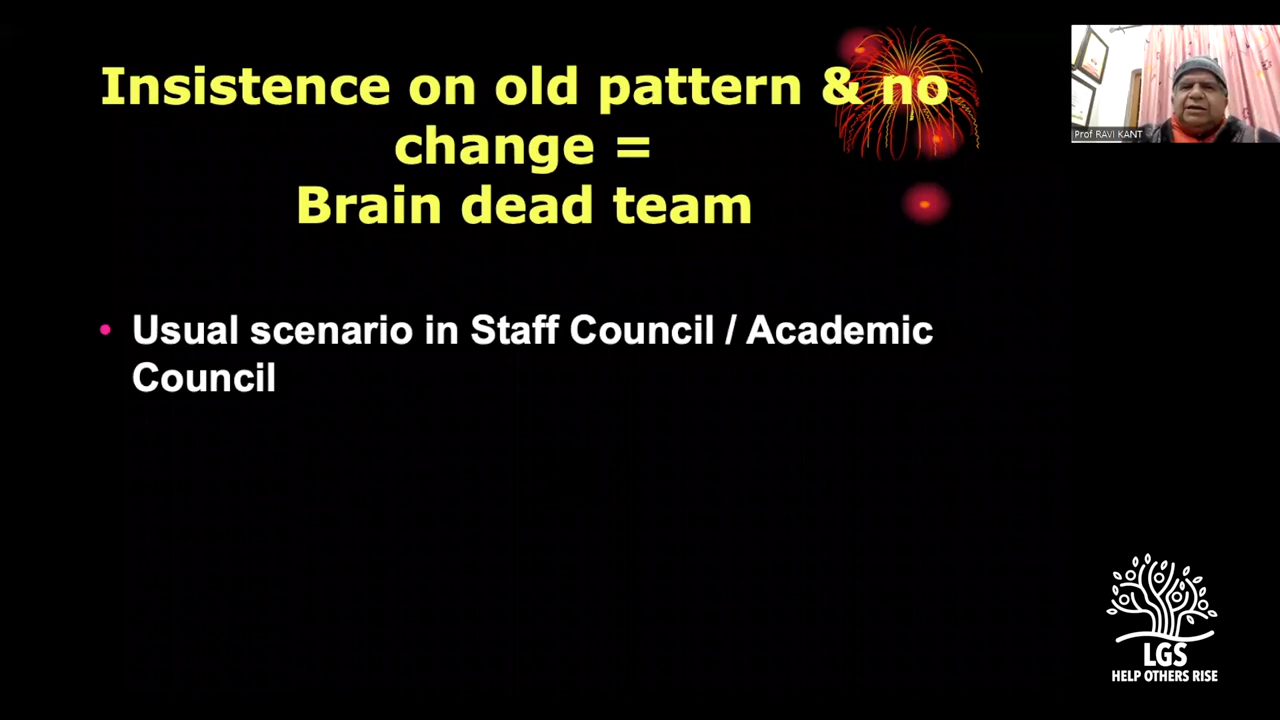 Insistence on old pattern & no
change =
Brain dead team
• Usual scenario in Staff Council / Academic
Council
Prof RAVI KANT
LGS
HELP OTHERS RISE